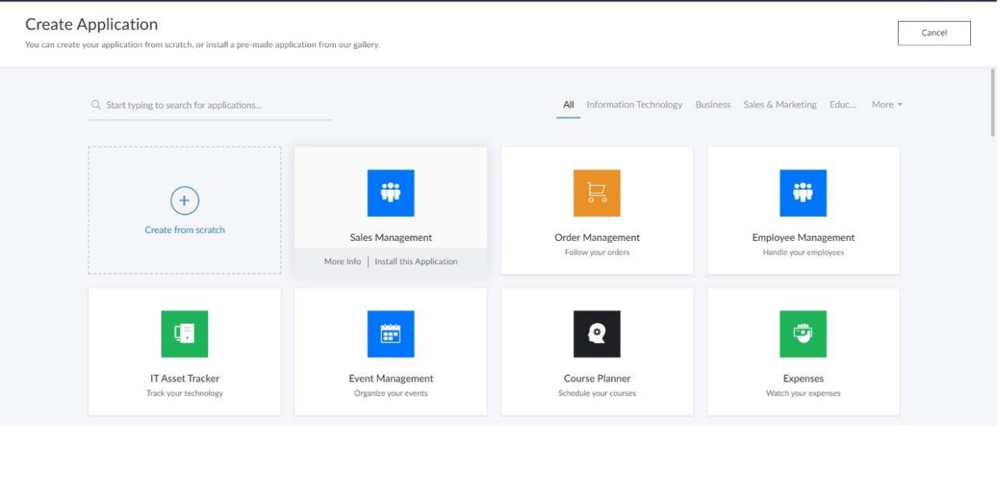 Create Application
You can create your application from scratch, or install a pre-made application from our gallery.
Cancel
Start typing to search for applications...
All Information Technology Business Sales & Marketing Educ... More
Create from scratch
Sales Management
More Info | Install this Application
Order Management
Follow your orders
Employee Management
Handle your employees
IT Asset Tracker
Track your technology
Event Management
Organize your events
Course Planner
Schedule your courses
Expenses
Watch your expenses